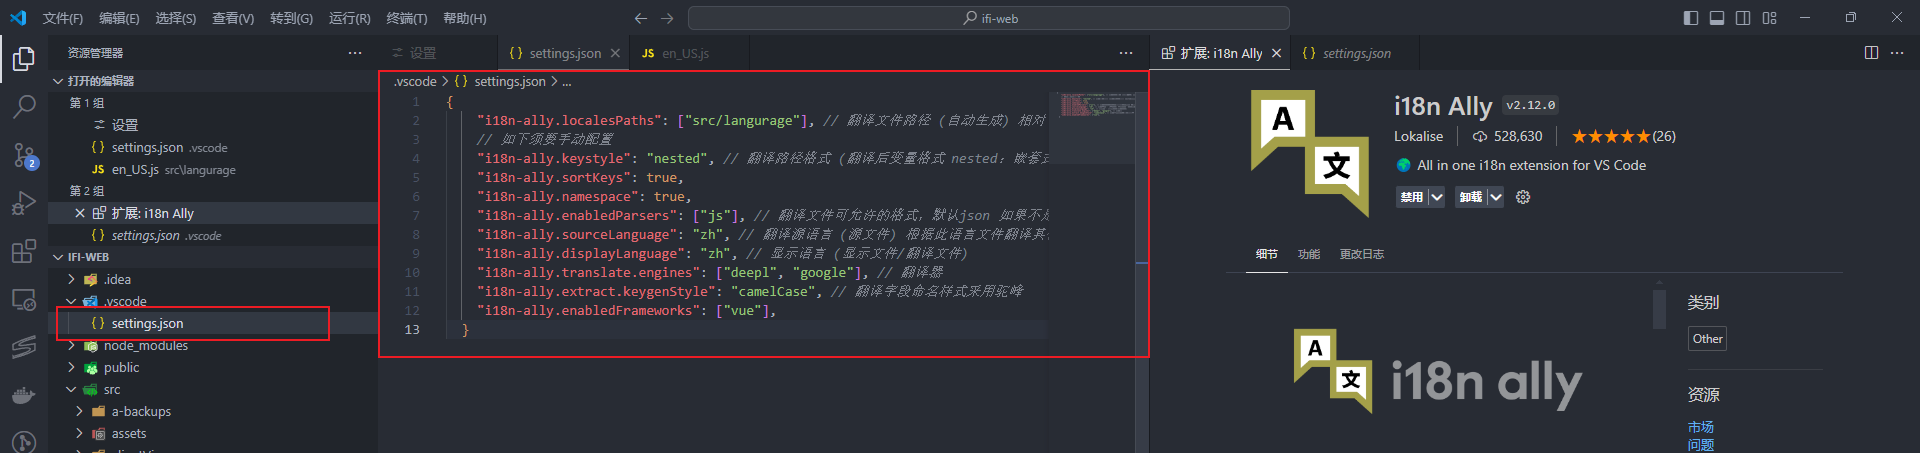 文件(F) 编辑(E) 选择(S) 查看(V) 转到(G) 运行(R) 终端(T) 帮助(H)
ifi-web
资源管理器
打开的编辑器
第 1 组
设置
settings.json .vscode
en_US.js src\langurage
第 2 组
扩展: i18n Ally
settings.json .vscode
IFI-WEB
.idea
.vscode
settings.json
node_modules
public
src
a-backups
assets
2
设置
settings.json
en_US.js
.vscode > settings.json > ...
1 {
2 "i18n-ally.localesPaths": ["src/langurage"], // 翻译文件路径 (自动生成) 相对
3 // 如下须要手动配置
4 "i18n-ally.keystyle": "nested", // 翻译路径格式 (翻译后变量格式 nested: 嵌套式
5 "i18n-ally.sortKeys": true,
6 "i18n-ally.namespace": true,
7 "i18n-ally.enabledParsers": ["js"], // 翻译文件可允许的格式, 默认json 如果不是
8 "i18n-ally.sourceLanguage": "zh", // 翻译源语言 (源文件) 根据此语言文件翻译其
9 "i18n-ally.displayLanguage": "zh", // 显示语言 (显示文件/翻译文件)
10 "i18n-ally.translate.engines": ["deepl", "google"], // 翻译器
11 "i18n-ally.extract.keygenStyle": "camelCase", // 翻译字段命名样式采用驼峰
12 "i18n-ally.enabledFrameworks": ["vue"],
13 }
扩展: i18n Ally
settings.json
A
文
i18n Ally v2.12.0
Lokalise 528,630 (26)
All in one i18n extension for VS Code
禁用 卸载
细节 功能 更改日志
A
文
i18n ally
类别
Other
资源
市场
问题